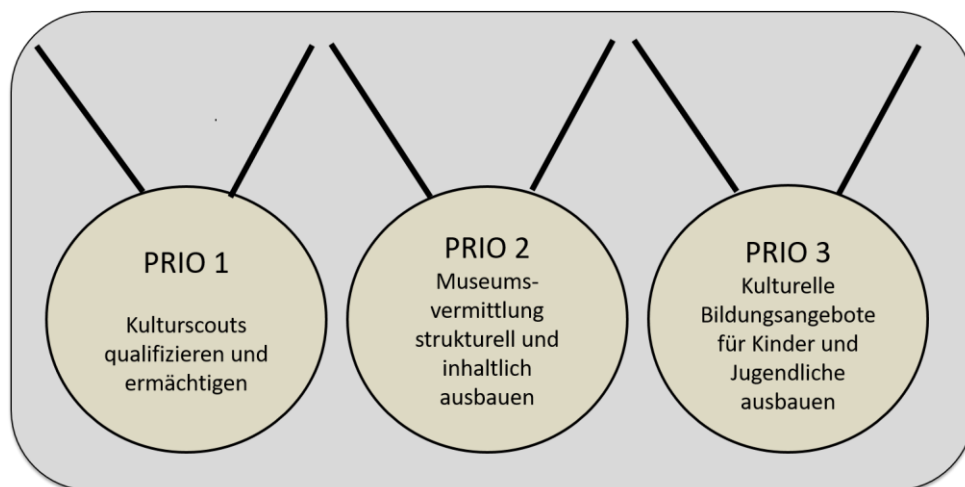 PRIO 1
Kulturscouts
qualifizieren und
ermächtigen
PRIO 2
Museums-
vermittlung
strukturell und
inhaltlich
ausbauen
PRIO 3
Kulturelle
Bildungsangebote
für Kinder und
Jugendliche
ausbauen